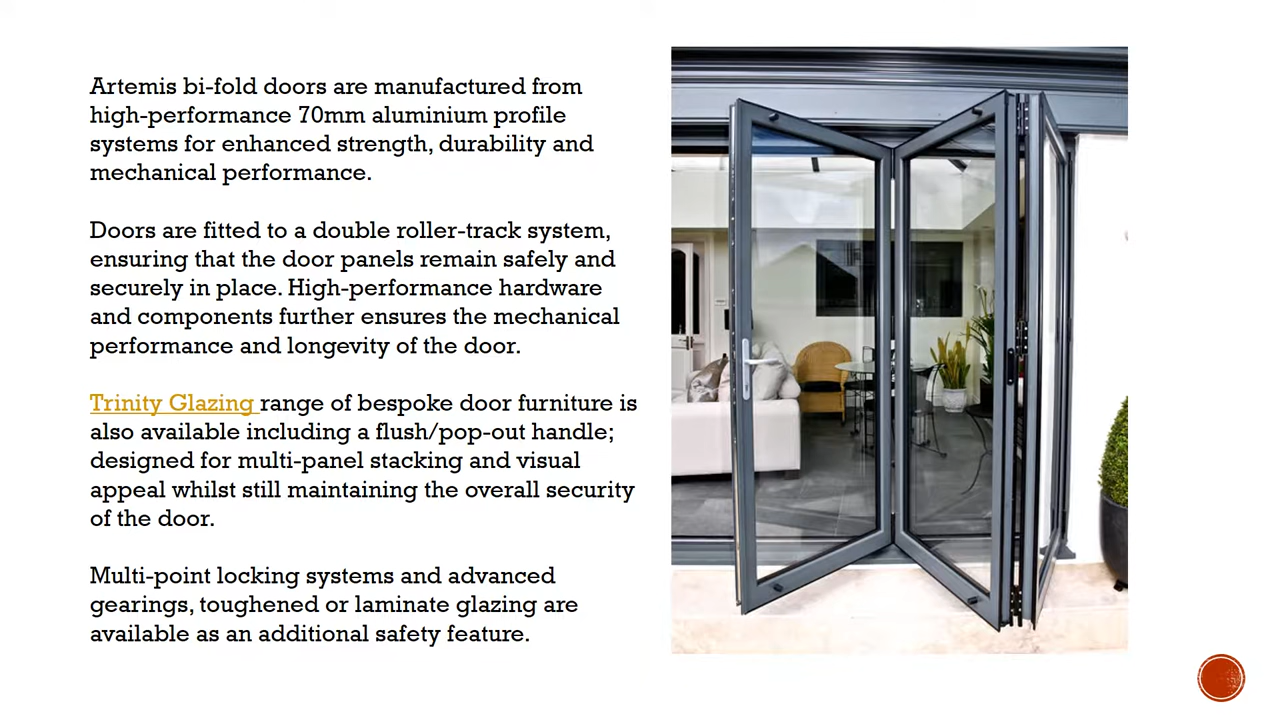 Artemis bi-fold doors are manufactured from
high-performance 70mm aluminium profile
systems for enhanced strength, durability and
mechanical performance.
Doors are fitted to a double roller-track system,
ensuring that the door panels remain safely and
securely in place. High-performance hardware
and components further ensures the mechanical
performance and longevity of the door.
Trinity Glazing range of bespoke door furniture is
also available including a flush/pop-out handle;
designed for multi-panel stacking and visual
appeal whilst still maintaining the overall security
of the door.
Multi-point locking systems and advanced
gearings, toughened or laminate glazing are
available as an additional safety feature.